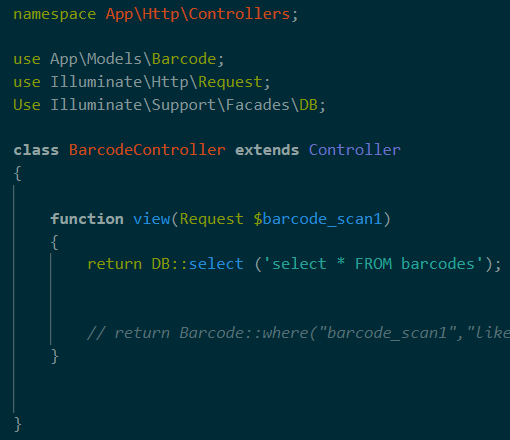 namespace App\Http\Controllers;
use App\Models\Barcode;
use Illuminate\Http\Request;
Use Illuminate\Support\Facades\DB;
class BarcodeController extends Controller
{
function view(Request $barcode_scan1)
{
return DB::select ('select * FROM barcodes');
// return Barcode::where("barcode_scan1","like
}
}